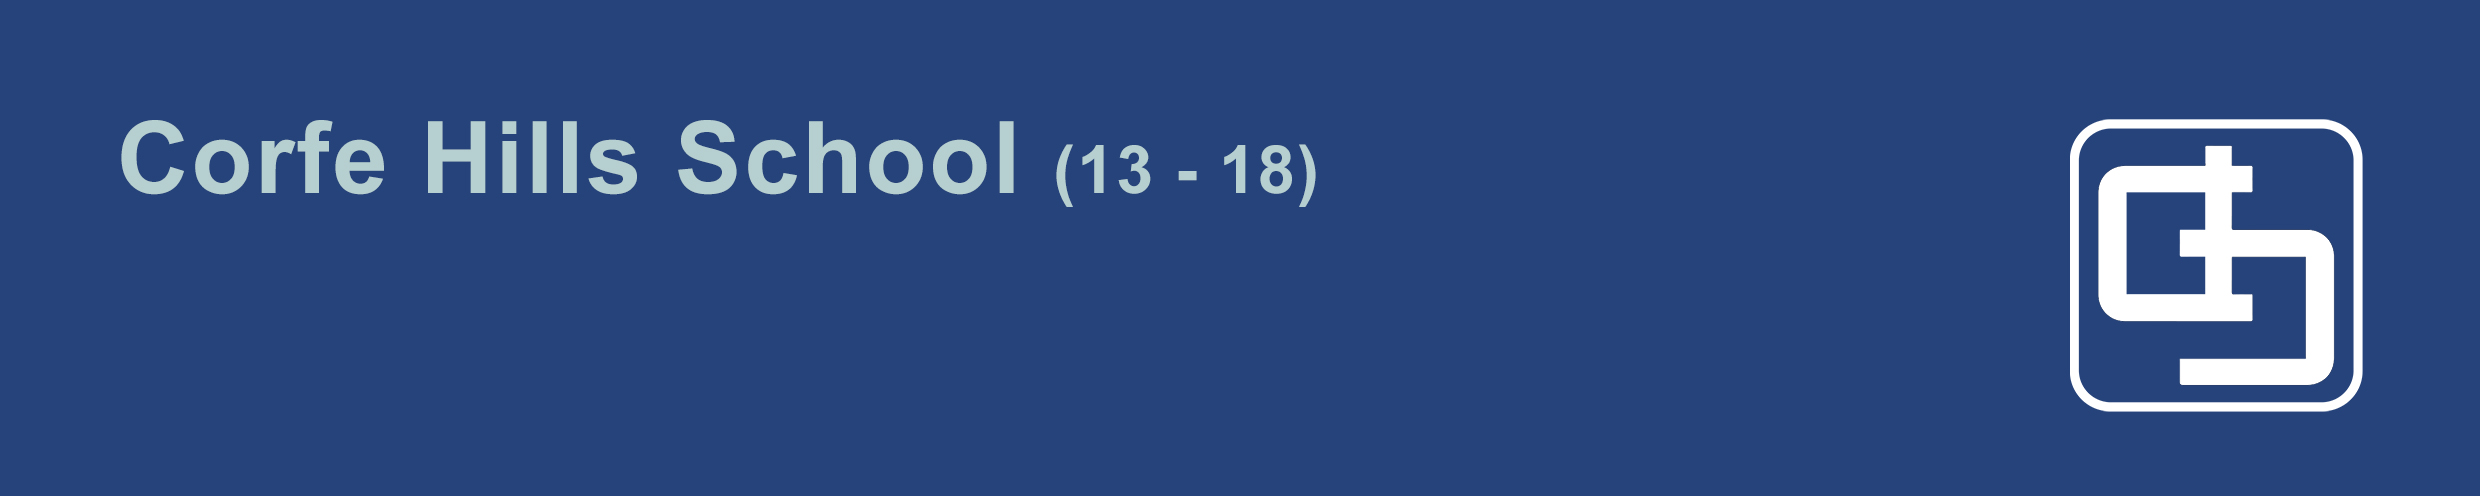 Corfe Hills School (13 - 18)